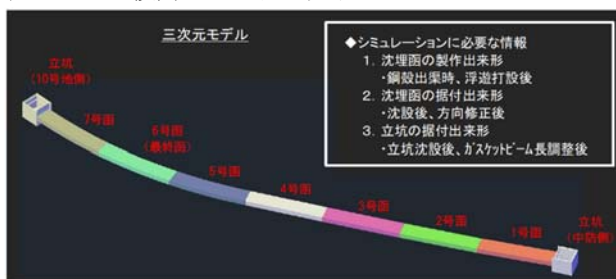 三次元モデル
◆シミュレーションに必要な情報
1. 沈埋函の製作出来形
・鋼殻出渠時、浮遊打設後
2. 沈埋函の据付出来形
・沈設後、方向修正後
3. 立坑の据付出来形
・立坑沈設後、ガスケットビーム長調整後
立坑
(10号地側)
7号函
6号函
(最終函)
5号函
4号函
3号函
2号函
1号函
立坑
(中防側)